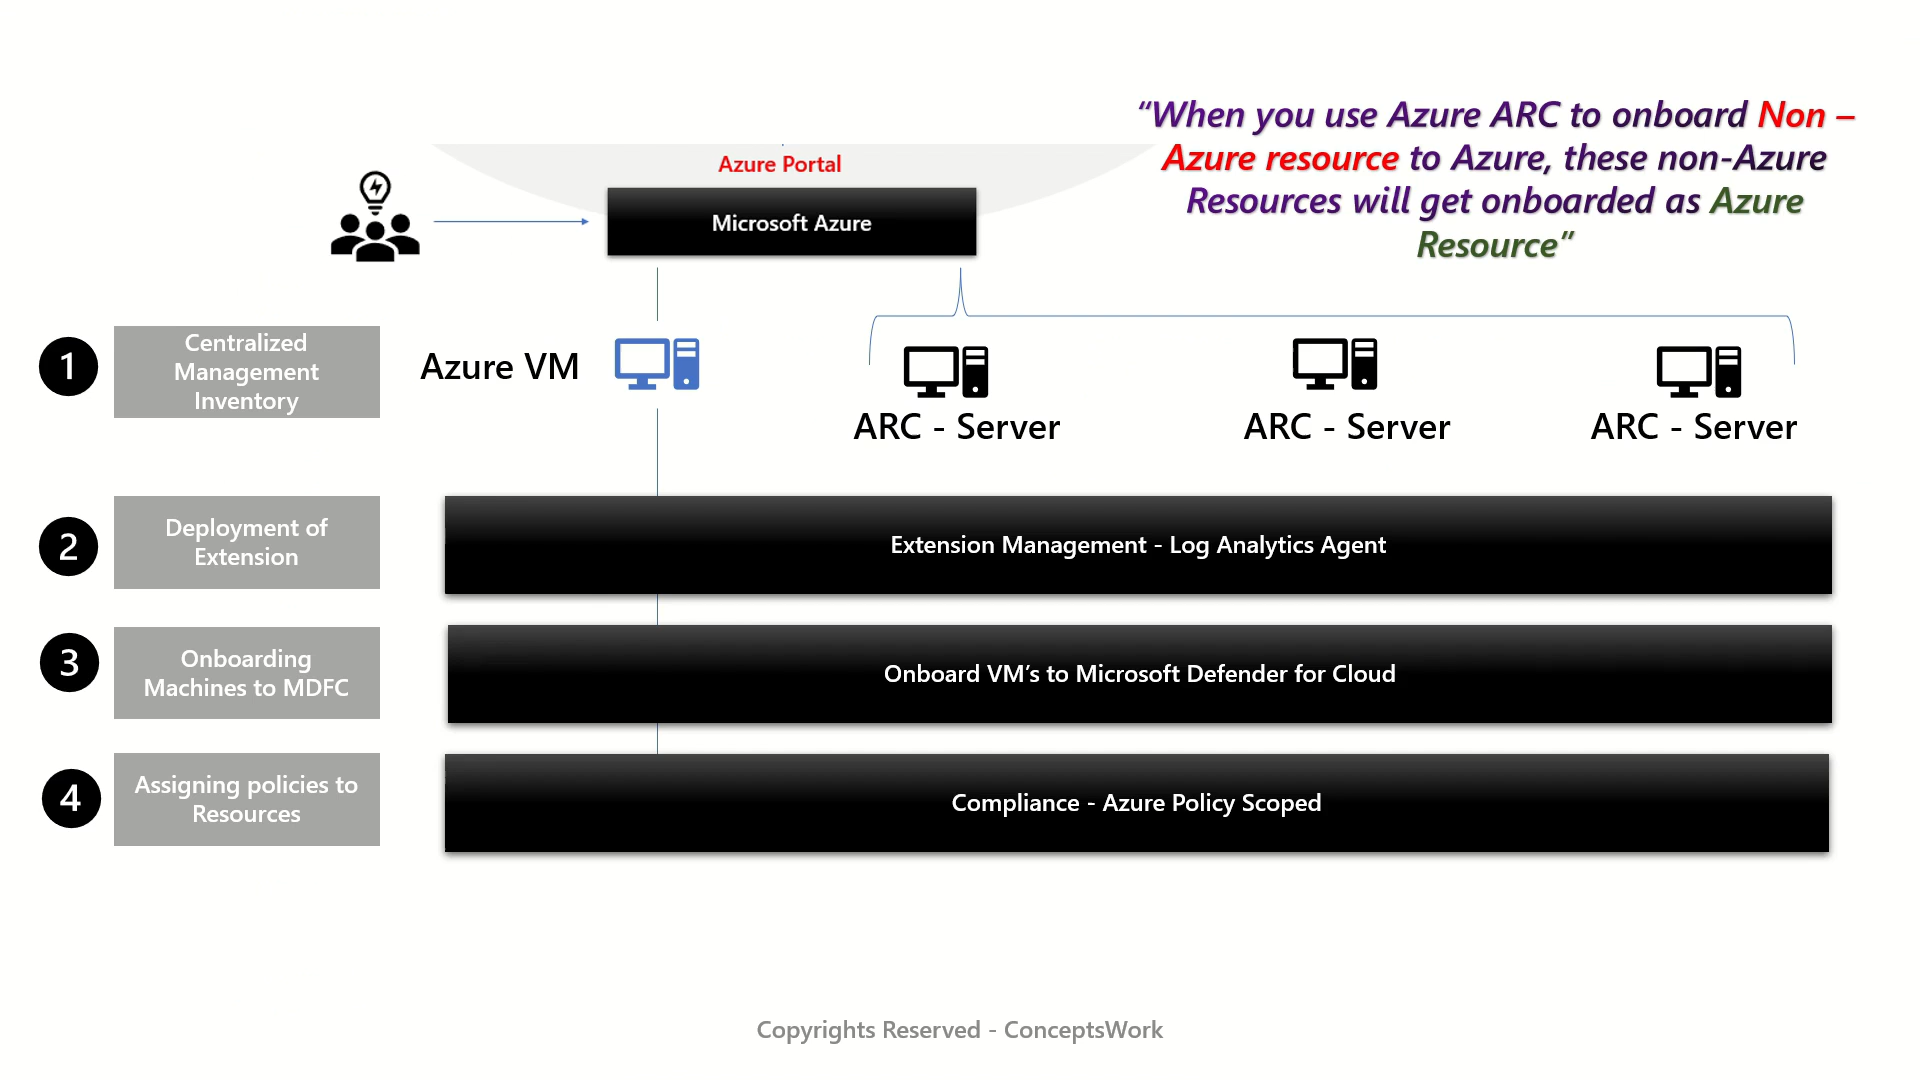 “When you use Azure ARC to onboard Non –
Azure resource to Azure, these non-Azure
Resources will get onboarded as Azure
Resource”
Azure Portal
Microsoft Azure
1
Centralized
Management
Inventory
Azure VM
ARC - Server
ARC - Server
ARC - Server
2
Deployment of
Extension
Extension Management - Log Analytics Agent
3
Onboarding
Machines to MDFC
Onboard VM’s to Microsoft Defender for Cloud
4
Assigning policies to
Resources
Compliance - Azure Policy Scoped
Copyrights Reserved - ConceptsWork